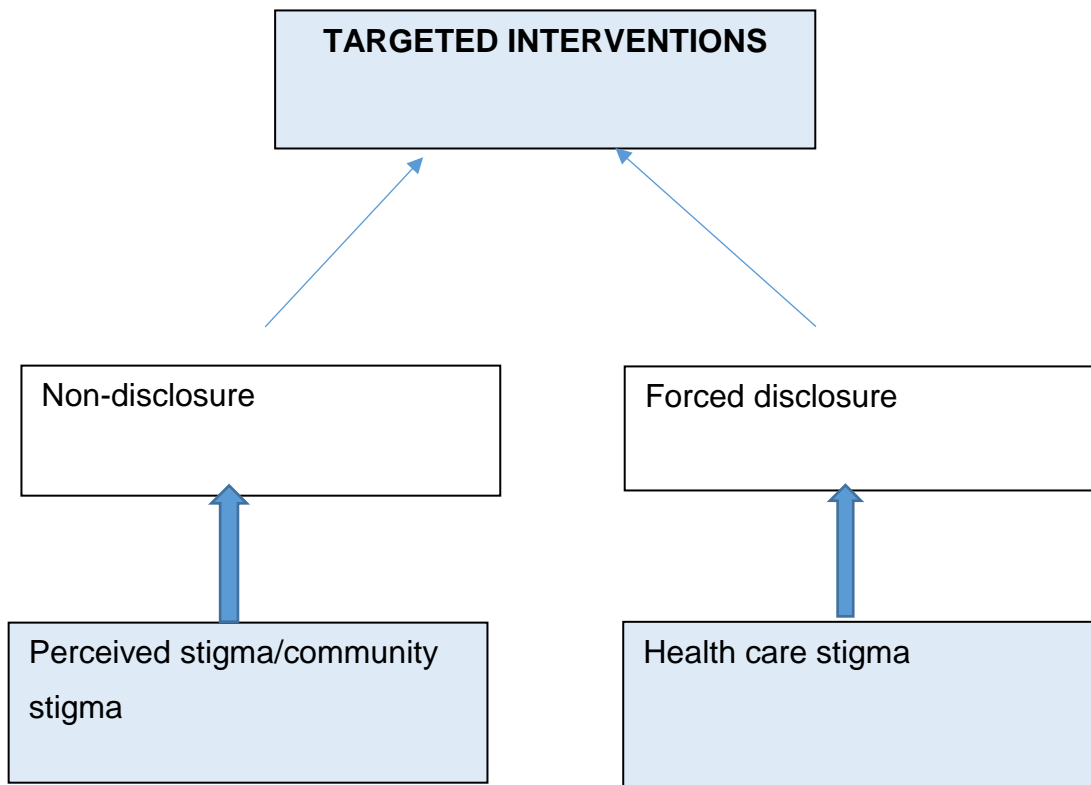 TARGETED INTERVENTIONS
Non-disclosure
Forced disclosure
Perceived stigma/community
stigma
Health care stigma